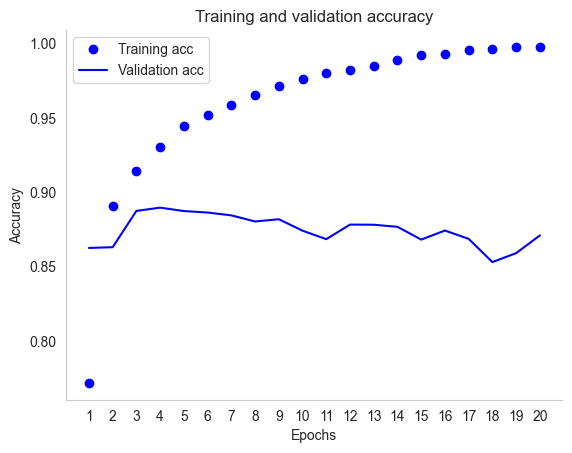 Training and validation accuracy
Training acc
Validation acc
1.00
0.95
0.90
0.85
0.80
Accuracy
1 2 3 4 5 6 7 8 9 10 11 12 13 14 15 16 17 18 19 20
Epochs